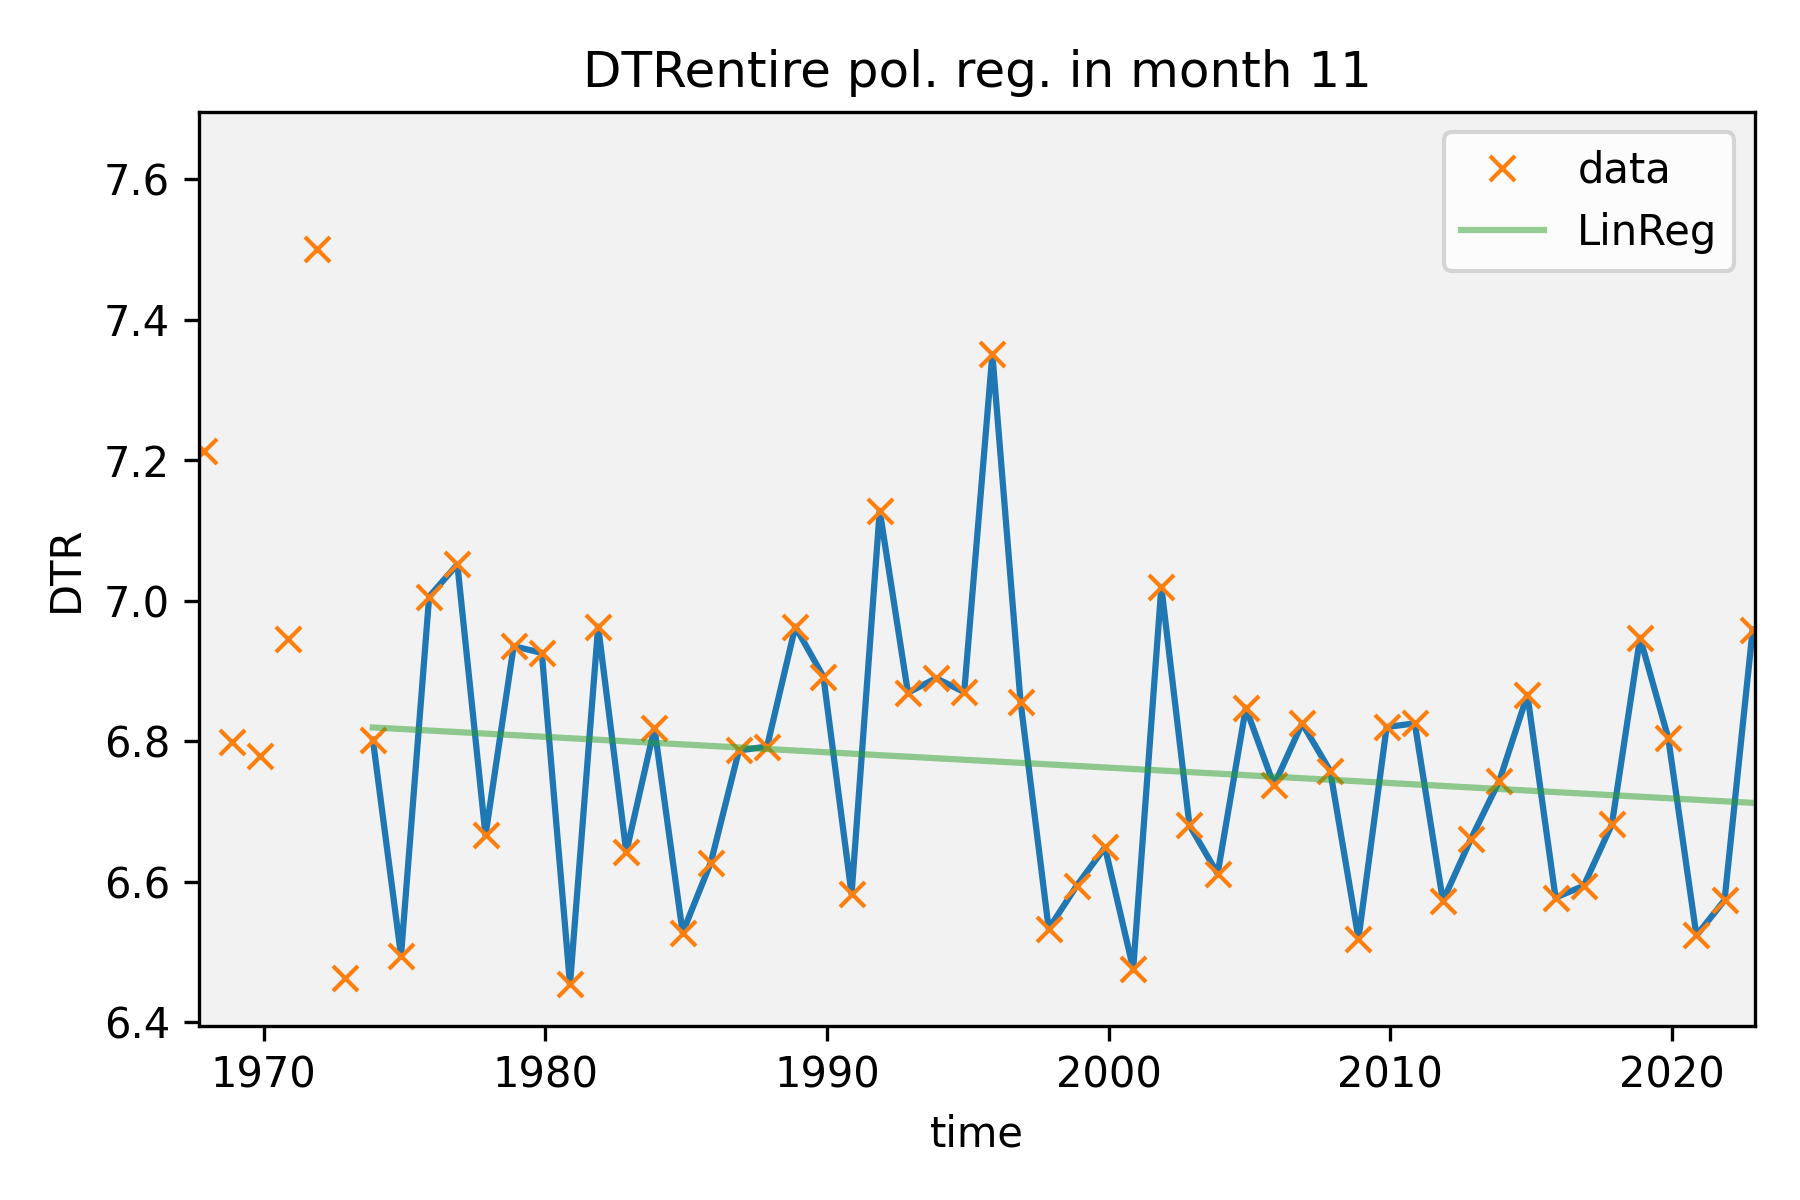 DTRentire pol. reg. in month 11
data
LinReg
DTR
7.6
7.4
7.2
7.0
6.8
6.6
6.4
1970 1980 1990 2000 2010 2020
time